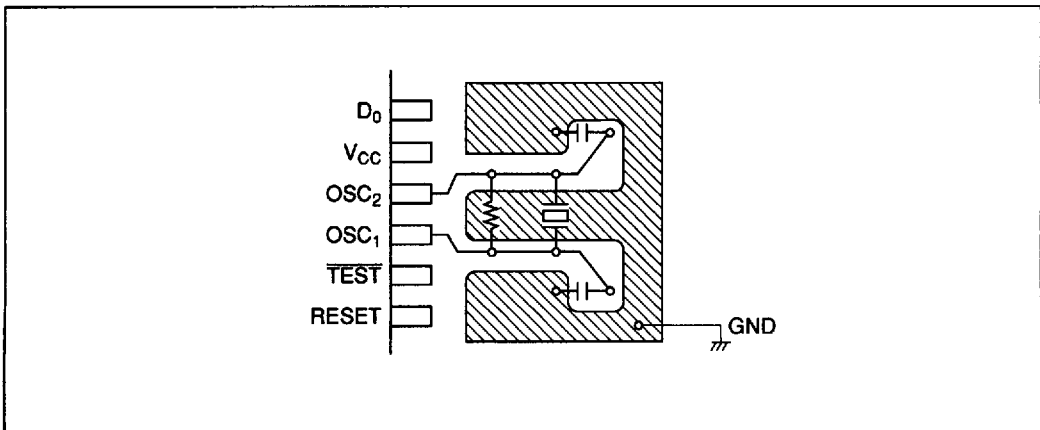 D0
VCC
OSC2
OSC1
TEST
RESET
GND